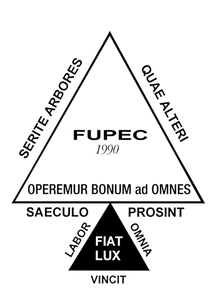 SERITE ARBORES
QUAE ALTERI
FUPEC
1990
OPEREMUR BONUM ad OMNES
SAECULO PROSINT
LABOR
OMNIA
FIAT
LUX
VINCIT